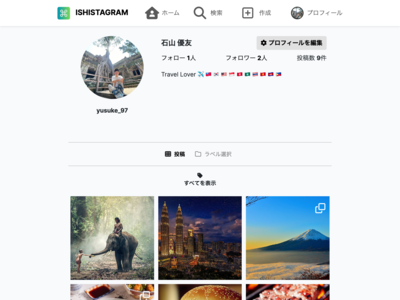 ISHISTAGRAM
ホーム
検索
作成
プロフィール
石山 優友
プロフィールを編集
フォロー 1人
フォロワー 2人
投稿数 9件
Travel Lover
yusuke_97
投稿
ラベル選択
すべてを表示